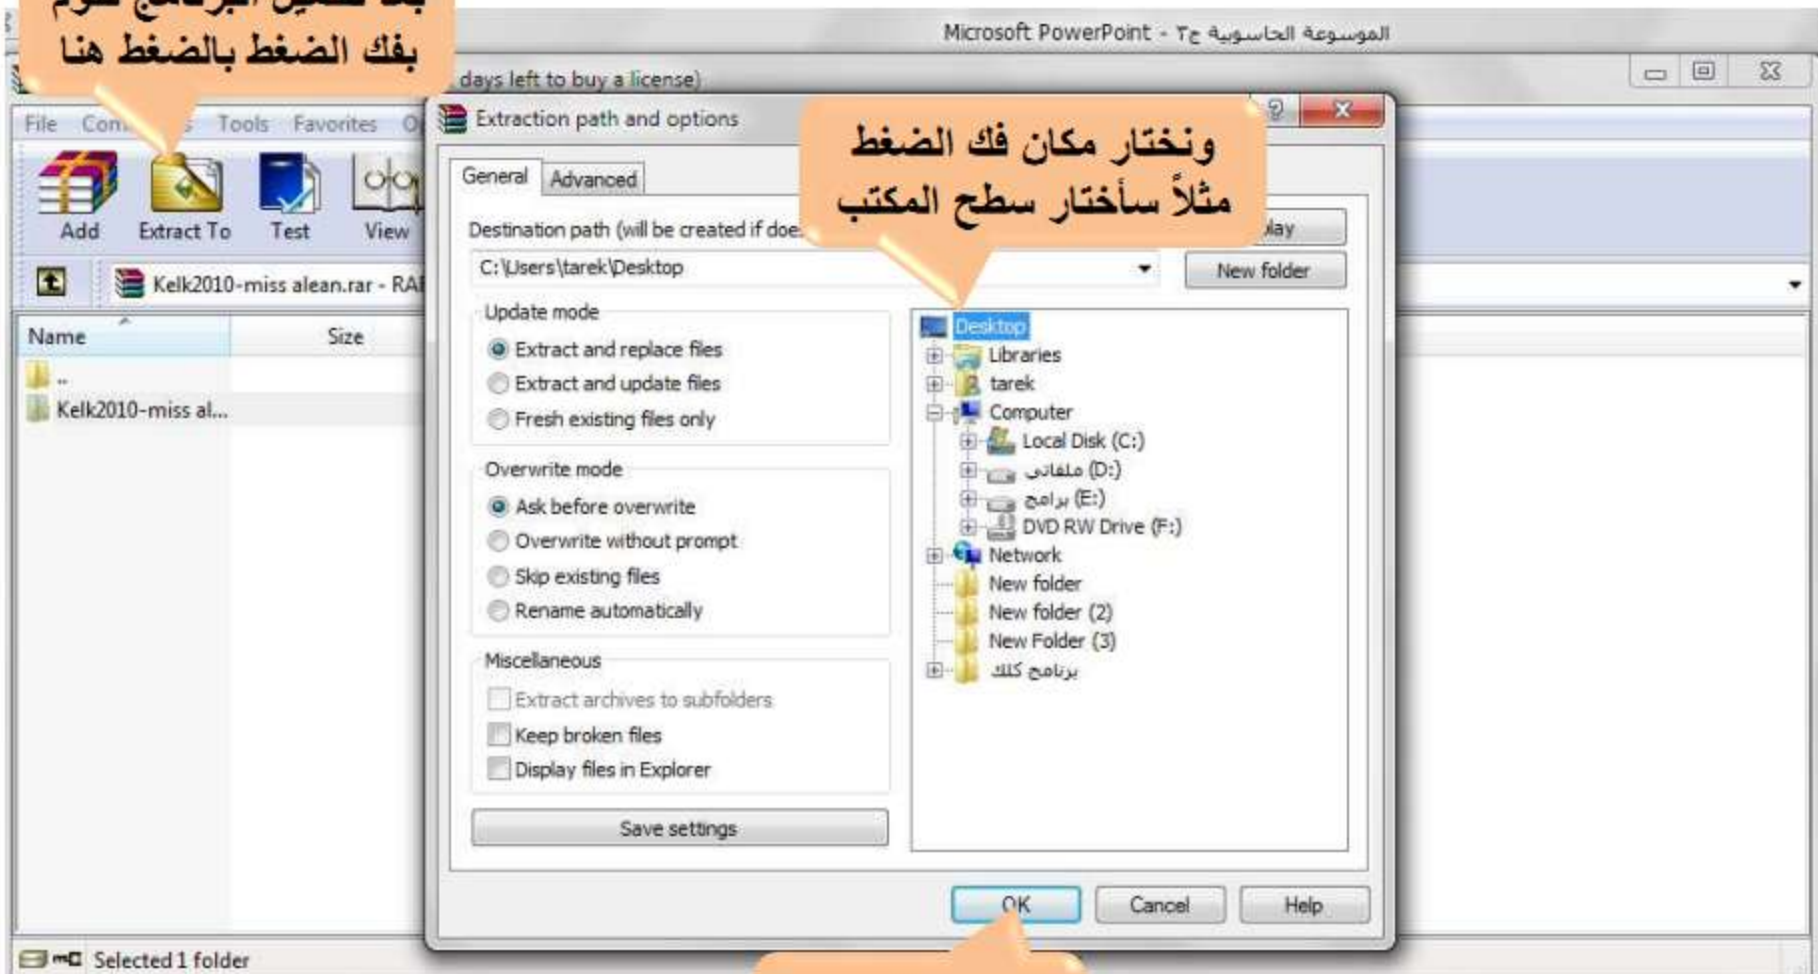 بفك الضغط بالضغط هنا
الموسوعة الحاسوبية ج٣ - Microsoft PowerPoint
days left to buy a license)
File
Tools Favorites
Extraction path and options
ونختار مكان فك الضغط
مثلاً سأختار سطح المكتب
General Advanced
Add Extract To Test View
Destination path (will be created if
C:\Users\tarek\Desktop
New folder
Kelk2010-miss alean.rar
Name Size
..
Kelk2010-miss al...
Update mode
Extract and replace files
Extract and update files
Fresh existing files only
Overwrite mode
Ask before overwrite
Overwrite without prompt
Skip existing files
Rename automatically
Miscellaneous
Extract archives to subfolders
Keep broken files
Display files in Explorer
Save settings
Desktop
Libraries
tarek
Computer
Local Disk (C:)
ملفاتى (D:)
برامج (E:)
DVD RW Drive (F:)
Network
New folder
New folder (2)
New Folder (3)
برنامج كلك
OK Cancel Help
Selected 1 folder